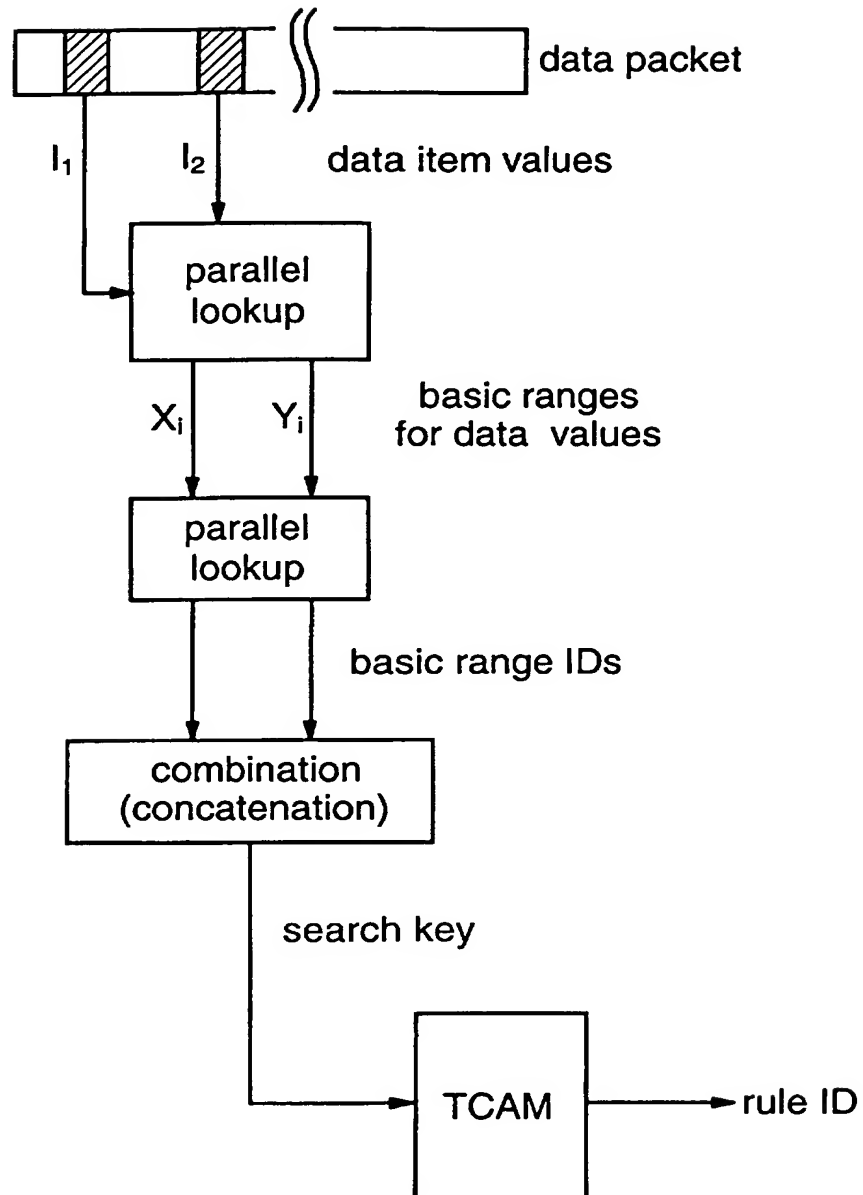 data packet
I₁
I₂
data item values
parallel
lookup
Xᵢ
Yᵢ
basic ranges
for data values
parallel
lookup
basic range IDs
combination
(concatenation)
search key
TCAM
rule ID